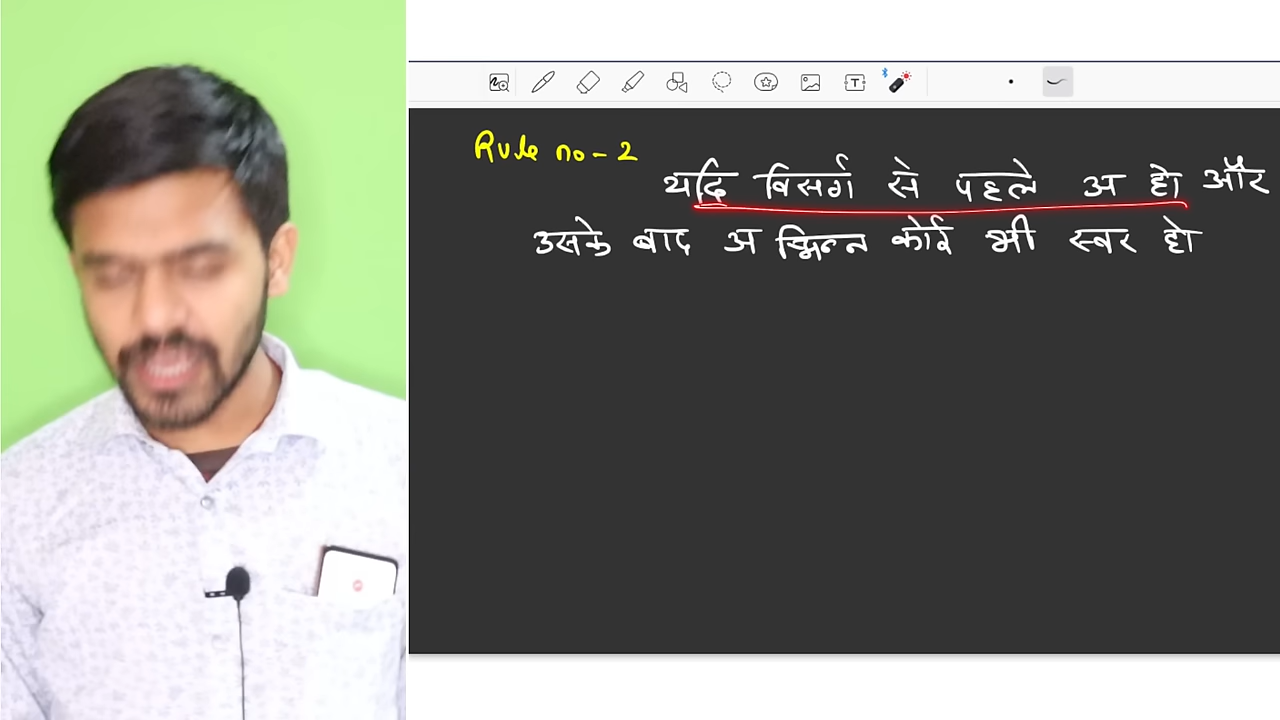 Rule no-2
यदि विसर्ग से पहले अ हो और
उसके बाद अ भिन्न कोई भी स्वर हो